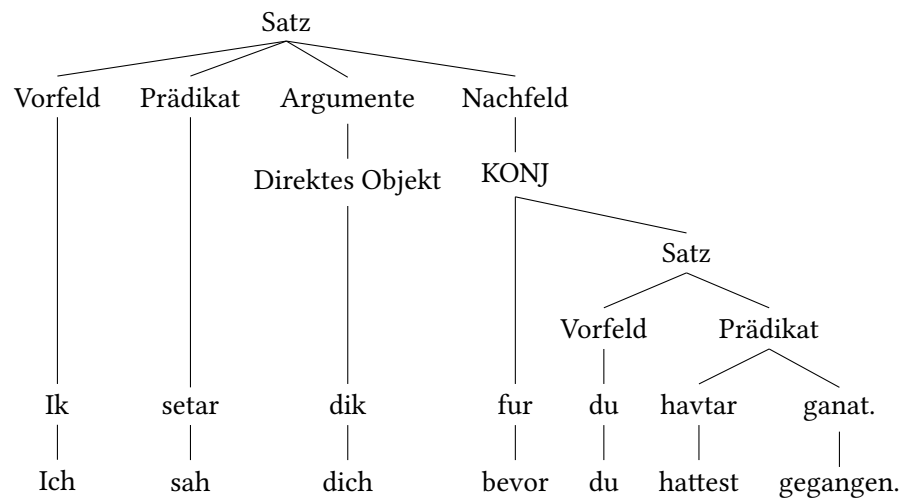 Satz
Vorfeld Prädikat Argumente Nachfeld
Direktes Objekt KONJ
Satz
Vorfeld Prädikat
Ik setar dik fur du havtar ganat.
Ich sah dich bevor du hattest gegangen.